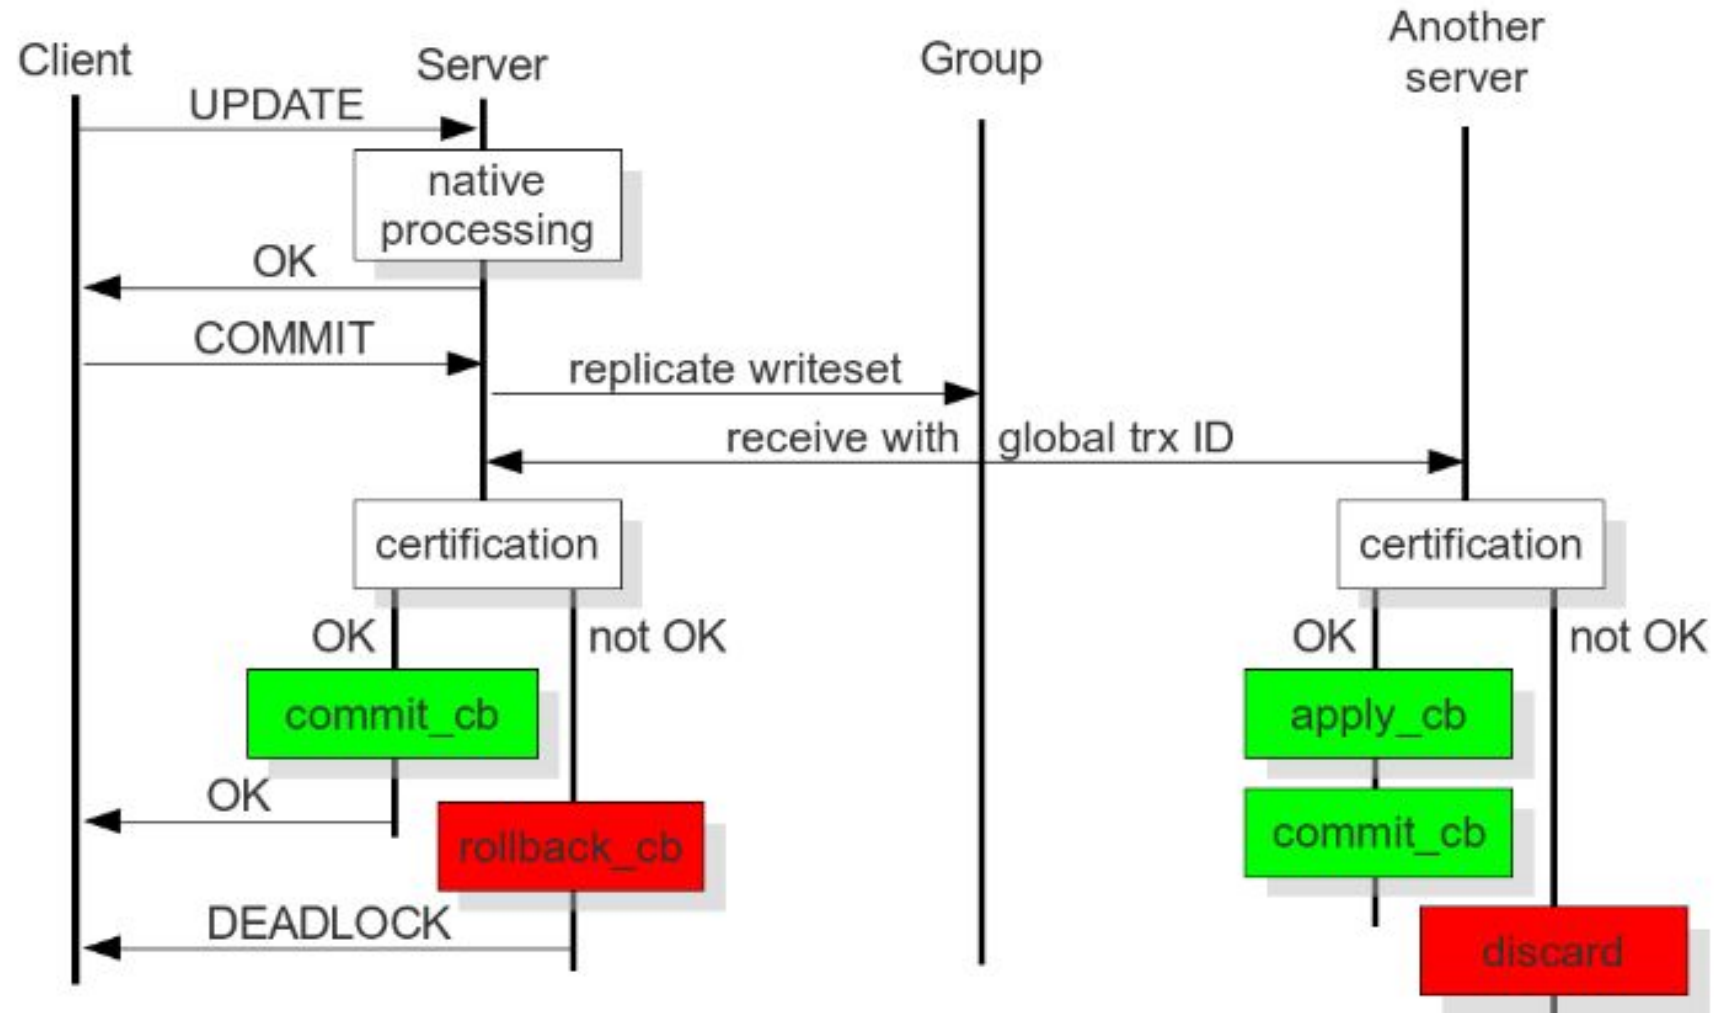 Client
Server
Group
Another
server
UPDATE
native
processing
OK
COMMIT
replicate writeset
receive with global trx ID
certification
certification
OK
not OK
OK
not OK
commit_cb
apply_cb
OK
rollback_cb
commit_cb
DEADLOCK
discard